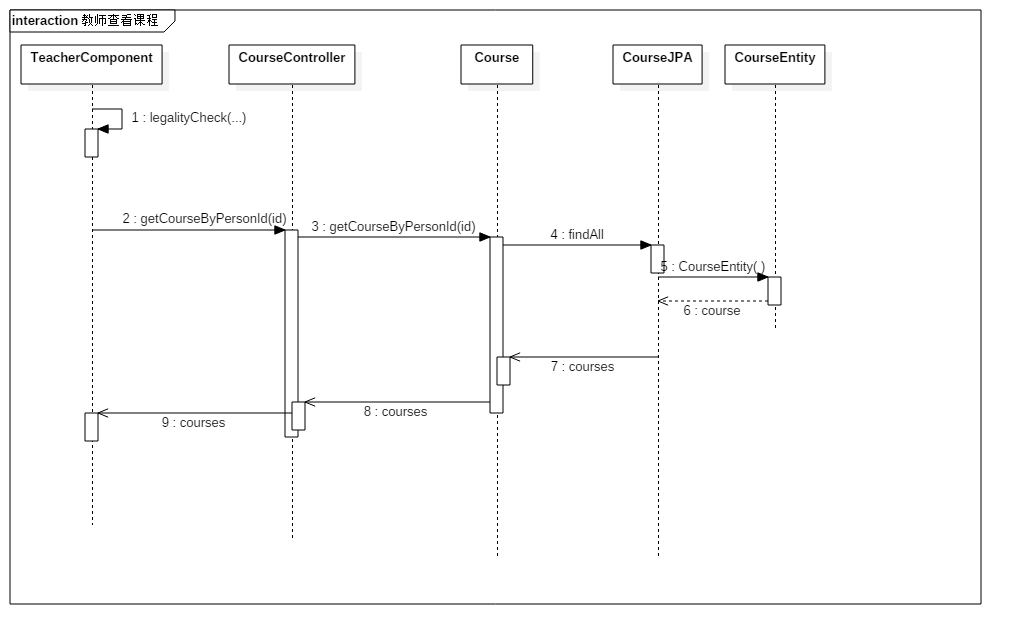 interaction 教师查看课程
TeacherComponent
CourseController
Course
CourseJPA
CourseEntity
1 : legalityCheck(...)
2 : getCourseByPersonId(id)
3 : getCourseByPersonId(id)
4 : findAll
5 : CourseEntity( )
6 : course
7 : courses
8 : courses
9 : courses